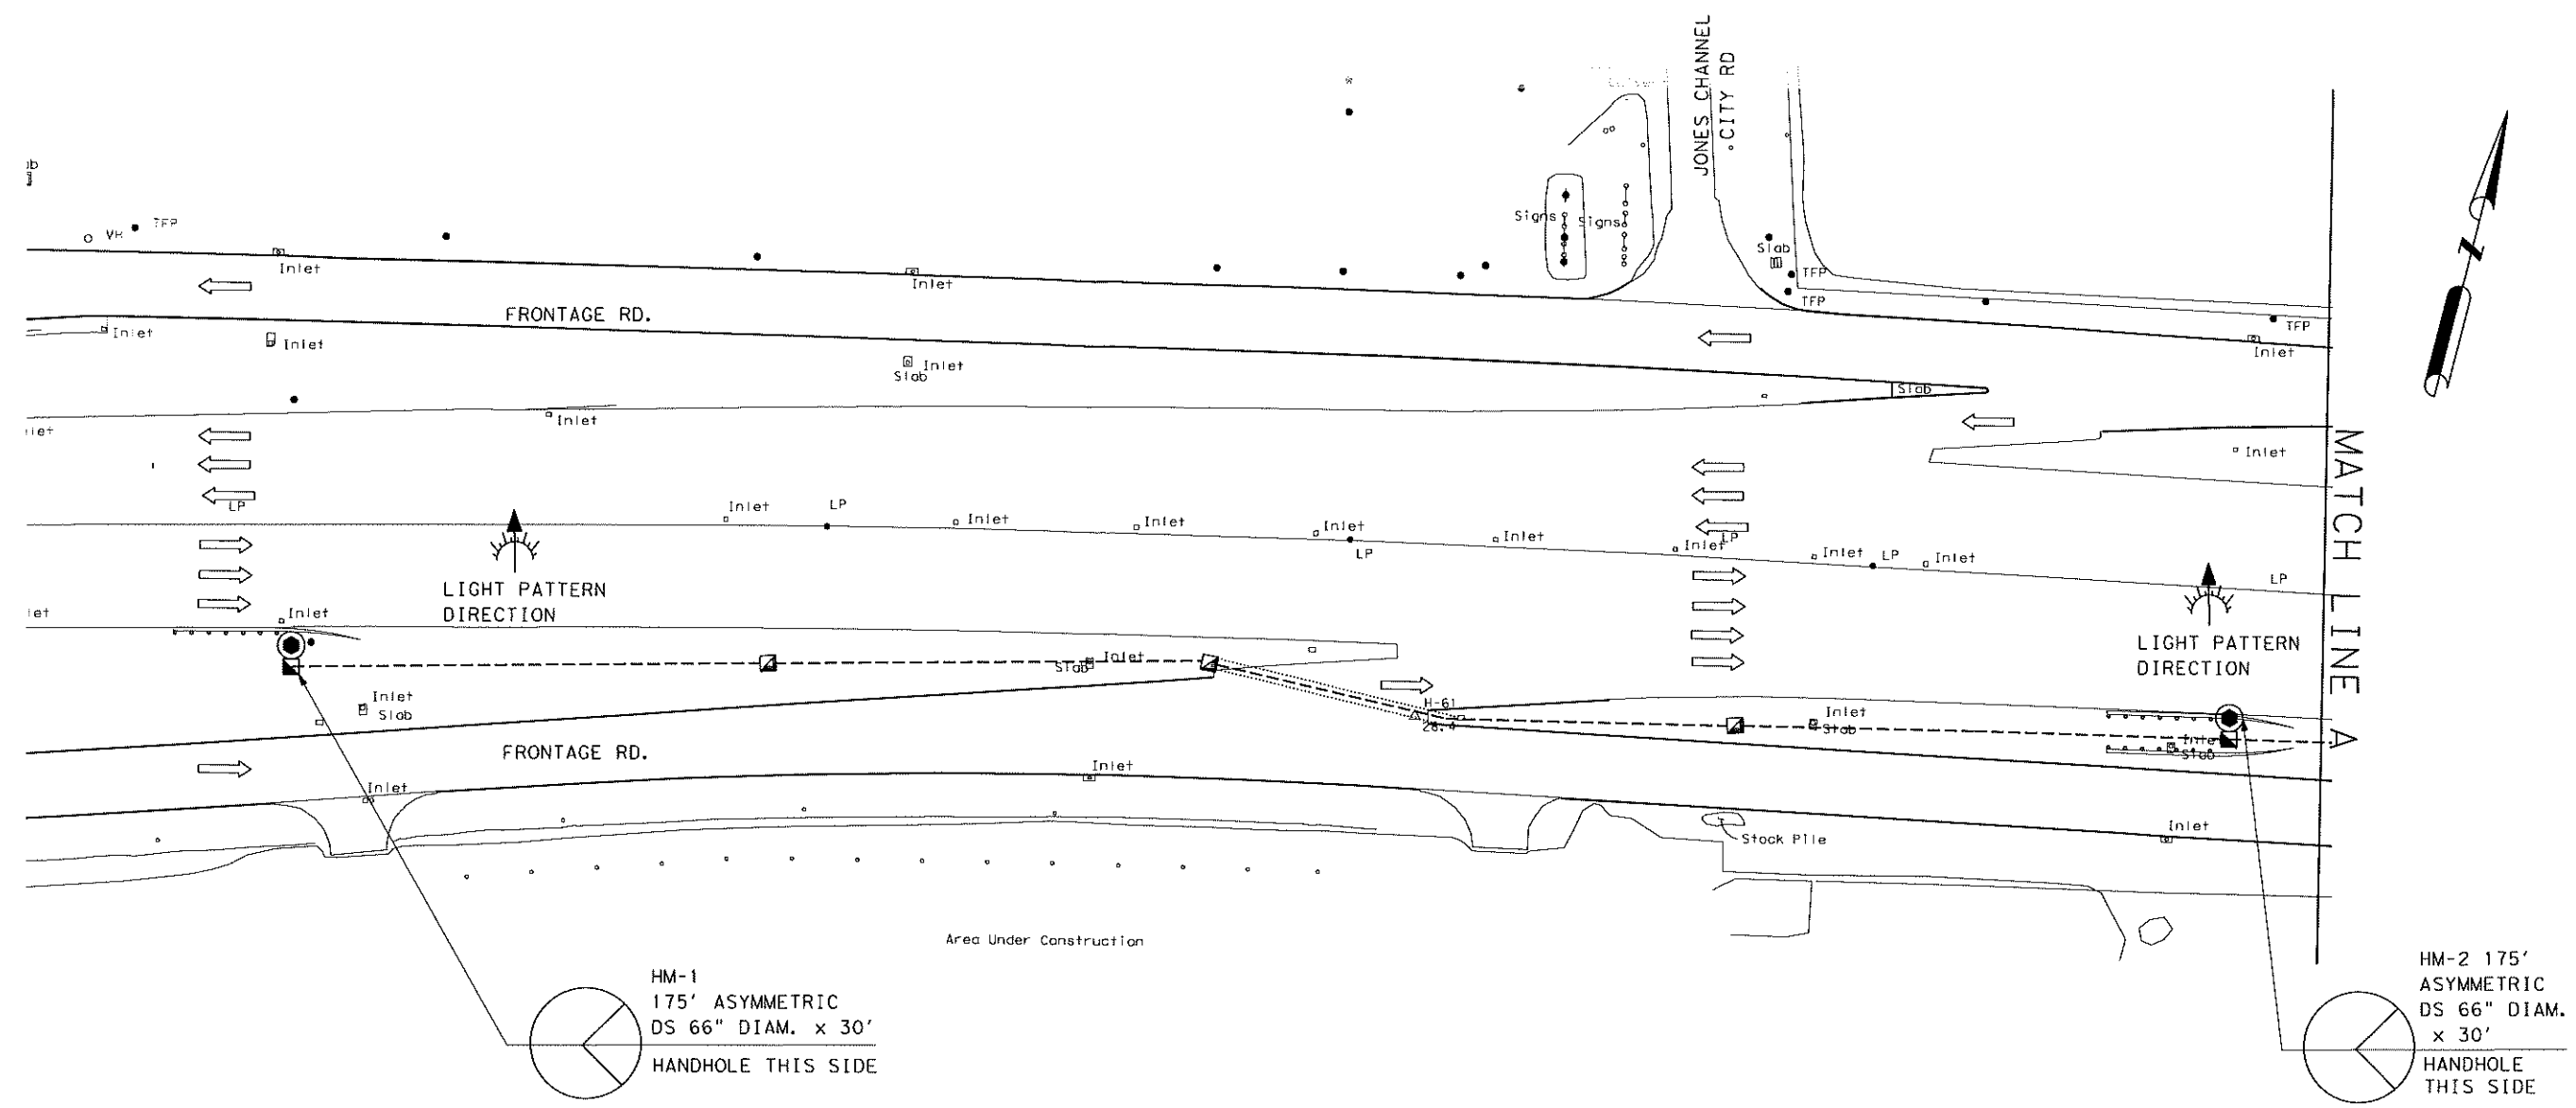 JONES CHANNEL
CITY RD
Signs
Signs
Slab
TFP
TFP
TFP
TFP
Inlet
Inlet
Inlet
FRONTAGE RD.
Inlet
Inlet
Inlet
Slab
Slab
Inlet
Inlet
N
MATCH LINE A
LP
Inlet
LP
Inlet
Inlet
Inlet
LP
Inlet
Inlet
LP
Inlet
LP
Inlet
LP
LIGHT PATTERN
DIRECTION
LIGHT PATTERN
DIRECTION
Inlet
Inlet
Slab
Inlet
Slab
H-61
Inlet
Slab
Inlet
Slab
FRONTAGE RD.
Inlet
Inlet
Inlet
Stock Pile
Area Under Construction
HM-1
175' ASYMMETRIC
DS 66" DIAM. x 30'
HANDHOLE THIS SIDE
HM-2 175'
ASYMMETRIC
DS 66" DIAM.
x 30'
HANDHOLE
THIS SIDE